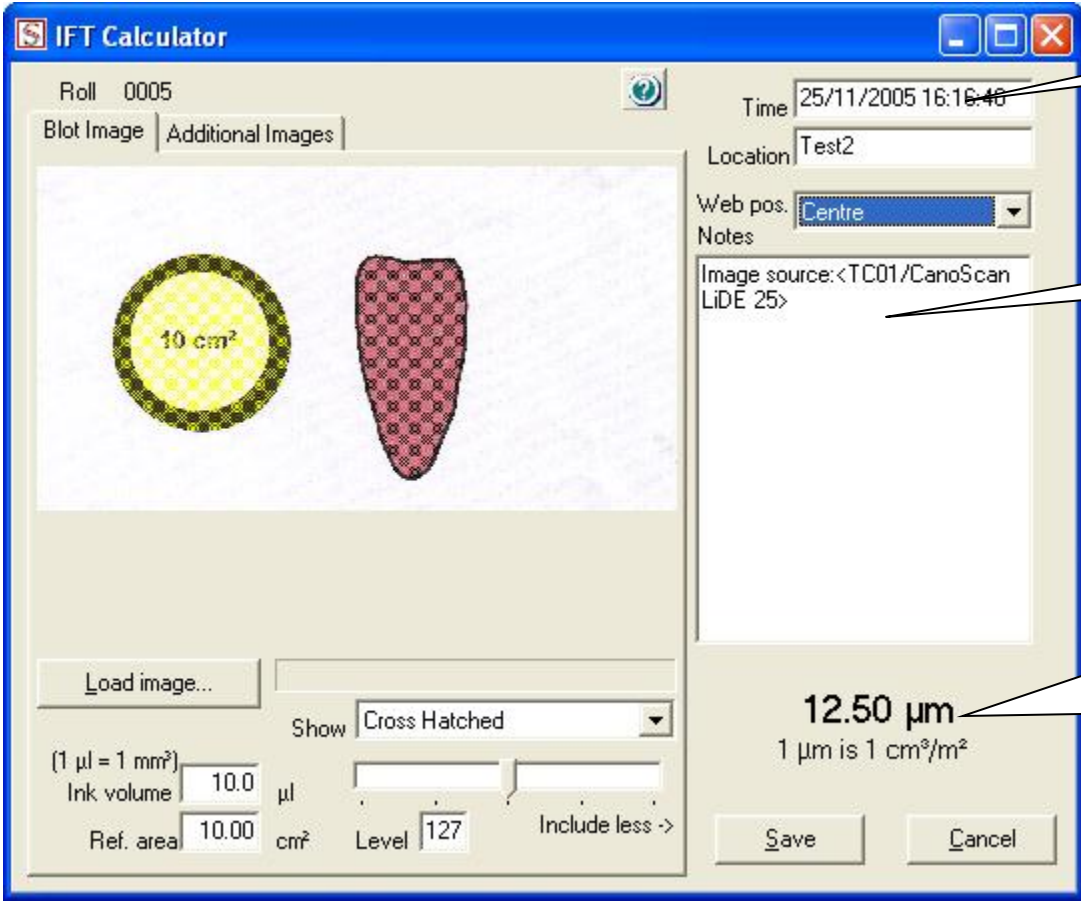 IFT Calculator
Roll 0005
Blot Image
Additional Images
10 cm²
Load image...
Show Cross Hatched
(1 µl = 1 mm³)
Ink volume 10.0 µl
Ref. area 10.00 cm²
Level 127
Include less ->
Time 25/11/2005 16:16:46
Location Test2
Web pos. Centre
Notes
Image source:<TC01/CanoScan
LiDE 25>
12.50 µm
1 µm is 1 cm³/m²
Save
Cancel